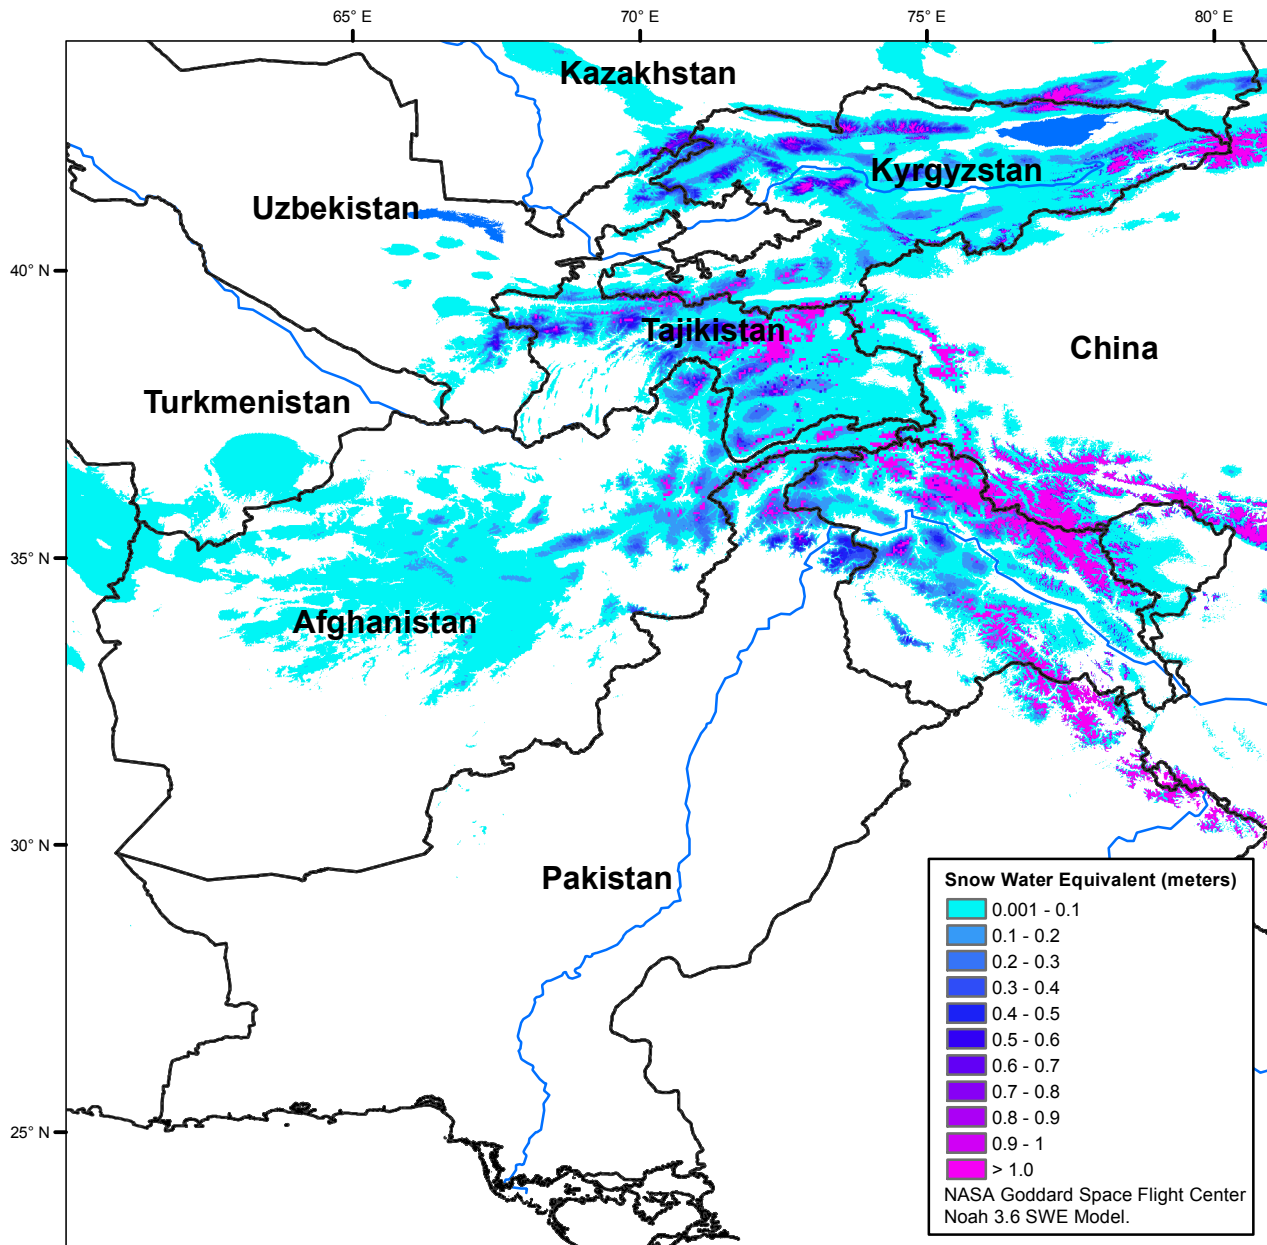 65° E
70° E
75° E
80° E
Kazakhstan
Kyrgyzstan
Uzbekistan
40° N
Tajikistan
China
Turkmenistan
35° N
Afghanistan
30° N
Pakistan
25° N
Snow Water Equivalent (meters)
0.001 - 0.1
0.1 - 0.2
0.2 - 0.3
0.3 - 0.4
0.4 - 0.5
0.5 - 0.6
0.6 - 0.7
0.7 - 0.8
0.8 - 0.9
0.9 - 1
> 1.0
NASA Goddard Space Flight Center
Noah 3.6 SWE Model.